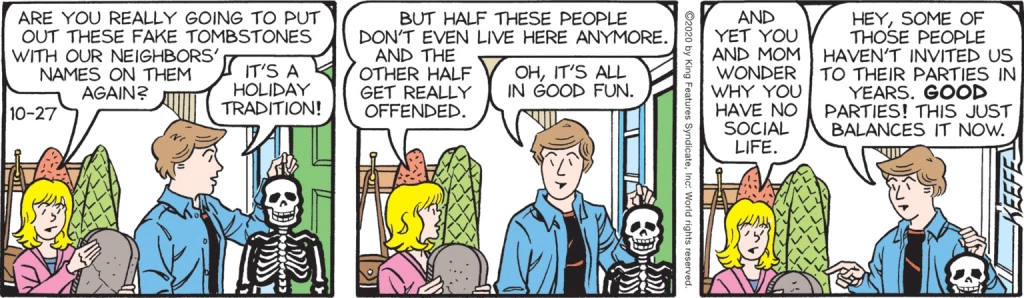 ARE YOU REALLY GOING TO PUT
OUT THESE FAKE TOMBSTONES
WITH OUR NEIGHBORS'
NAMES ON THEM
AGAIN?
IT'S A
HOLIDAY
TRADITION!
10-27
BUT HALF THESE PEOPLE
DON'T EVEN LIVE HERE ANYMORE.
AND THE
OTHER HALF
GET REALLY
OFFENDED.
OH, IT'S ALL
IN GOOD FUN.
©2020 by King Features Syndicate, Inc. World rights reserved.
AND
YET YOU
AND MOM
WONDER
WHY YOU
HAVE NO
SOCIAL
LIFE.
HEY, SOME OF
THOSE PEOPLE
HAVEN'T INVITED US
TO THEIR PARTIES IN
YEARS. GOOD
PARTIES! THIS JUST
BALANCES IT NOW.